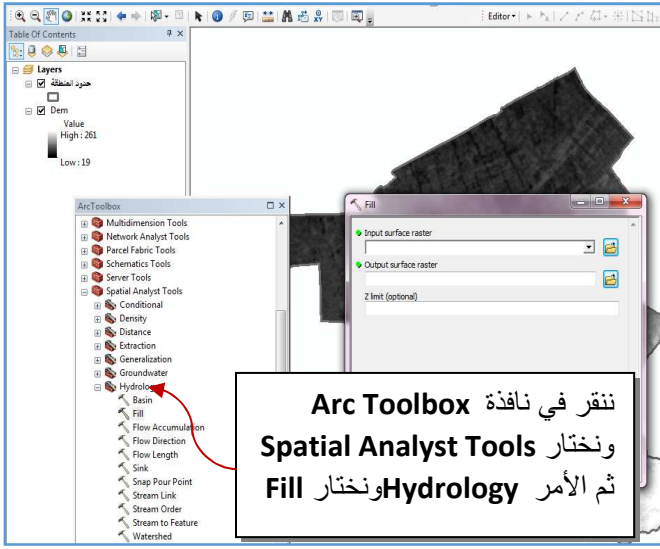 Editor
Table Of Contents
Layers
حدود المنطقة
Dem
Value
High : 261
Low : 19
ArcToolbox
Multidimension Tools
Network Analyst Tools
Parcel Fabric Tools
Schematics Tools
Server Tools
Spatial Analyst Tools
Conditional
Density
Distance
Extraction
Generalization
Groundwater
Hydrology
Basin
Fill
Flow Accumulation
Flow Direction
Flow Length
Sink
Snap Pour Point
Stream Link
Stream Order
Stream to Feature
Watershed
Fill
Input surface raster
Output surface raster
Z limit (optional)
ننقر في نافذة Arc Toolbox
ونختار Spatial Analyst Tools
ثم الأمر Hydrologyونختار Fill